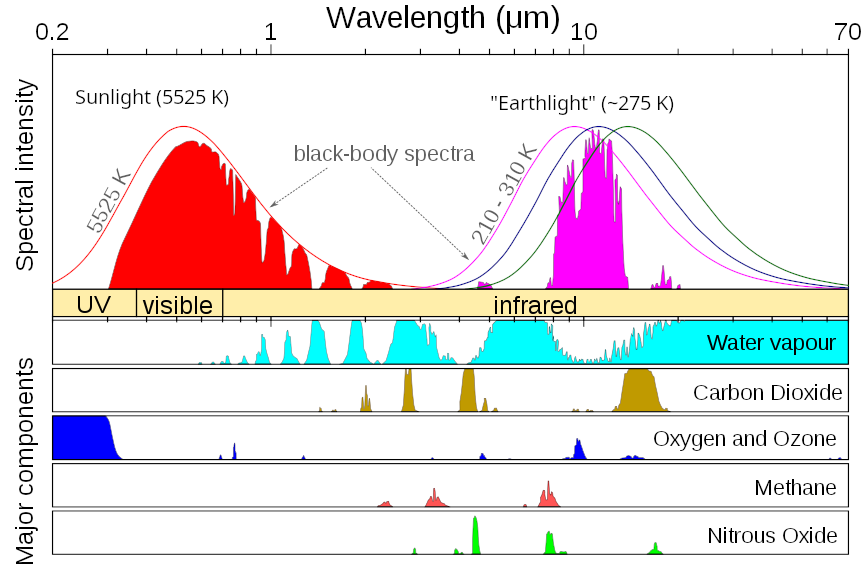 Wavelength (μm)
0.2 1 10 70
Sunlight (5525 K)
"Earthlight" (~275 K)
black-body spectra
5525 K
210 - 310 K
Spectral intensity
UV visible infrared
Major components
Water vapour
Carbon Dioxide
Oxygen and Ozone
Methane
Nitrous Oxide